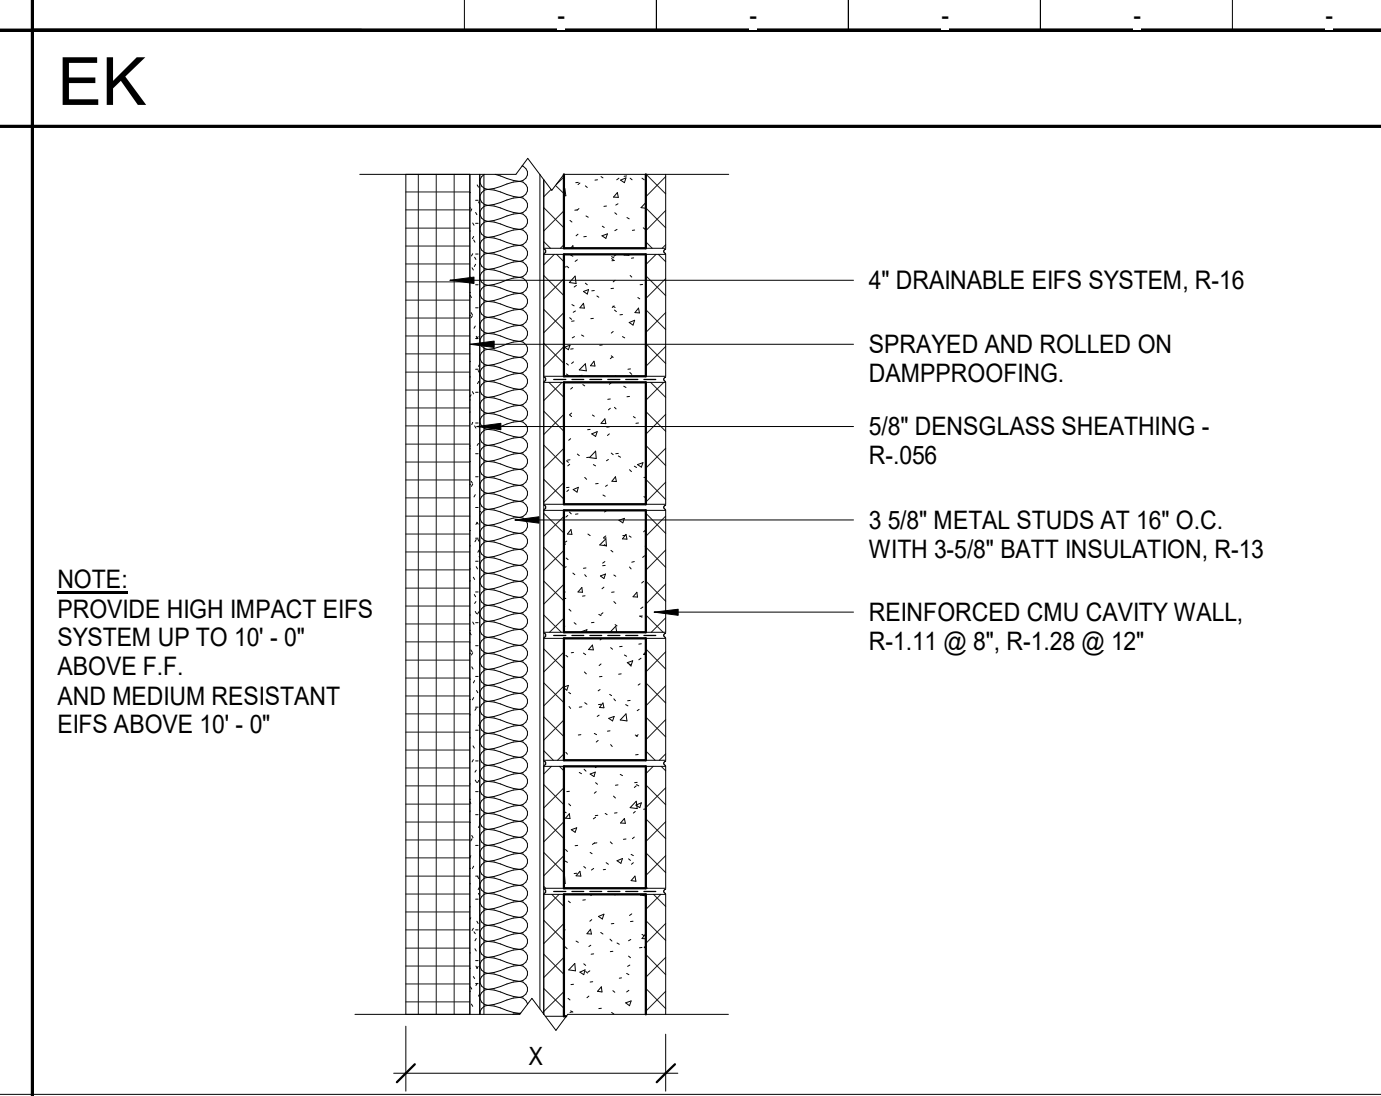 - - - - -
EK
4" DRAINABLE EIFS SYSTEM, R-16
SPRAYED AND ROLLED ON
DAMPPROOFING.
5/8" DENSGLASS SHEATHING -
R-.056
3 5/8" METAL STUDS AT 16" O.C.
WITH 3-5/8" BATT INSULATION, R-13
REINFORCED CMU CAVITY WALL,
R-1.11 @ 8", R-1.28 @ 12"
NOTE:
PROVIDE HIGH IMPACT EIFS
SYSTEM UP TO 10' - 0"
ABOVE F.F.
AND MEDIUM RESISTANT
EIFS ABOVE 10' - 0"
X